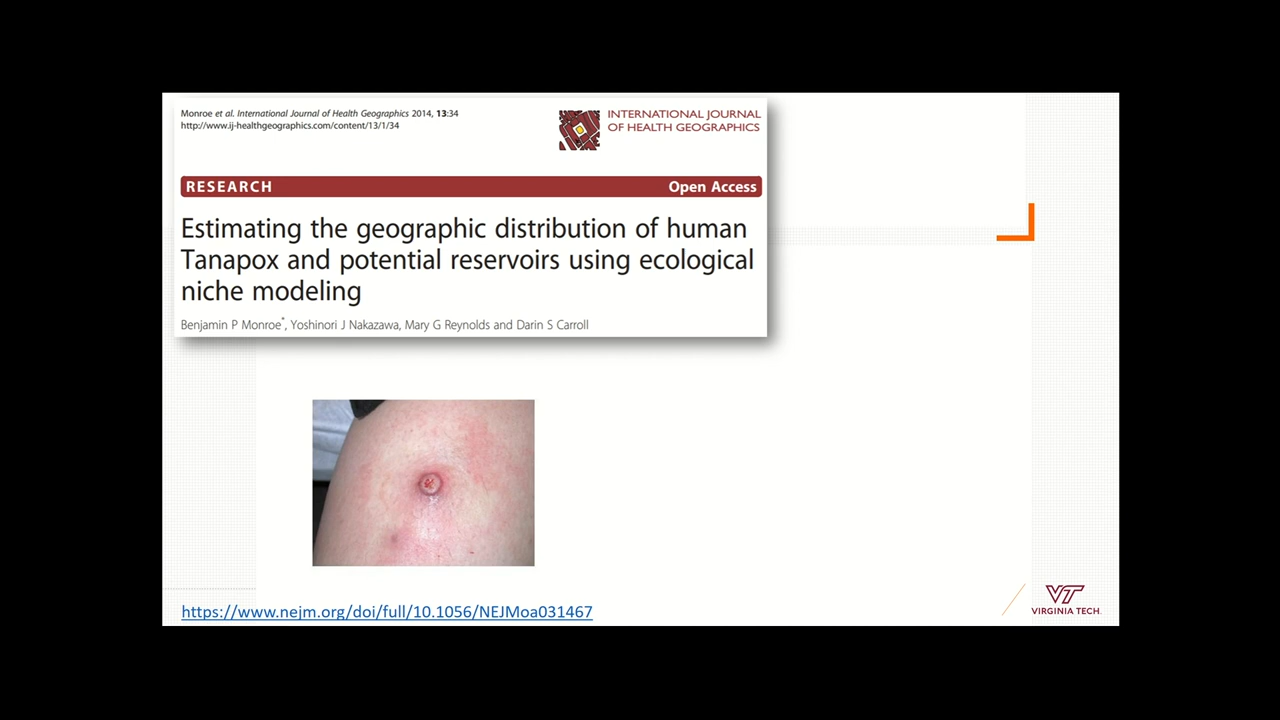 Monroe et al. International Journal of Health Geographics 2014, 13:34
http://www.ij-healthgeographics.com/content/13/1/34
INTERNATIONAL JOURNAL
OF HEALTH GEOGRAPHICS
RESEARCH
Open Access
Estimating the geographic distribution of human
Tanapox and potential reservoirs using ecological
niche modeling
Benjamin P Monroe*, Yoshinori J Nakazawa, Mary G Reynolds and Darin S Carroll
https://www.nejm.org/doi/full/10.1056/NEJMoa031467
VT
VIRGINIA TECH.